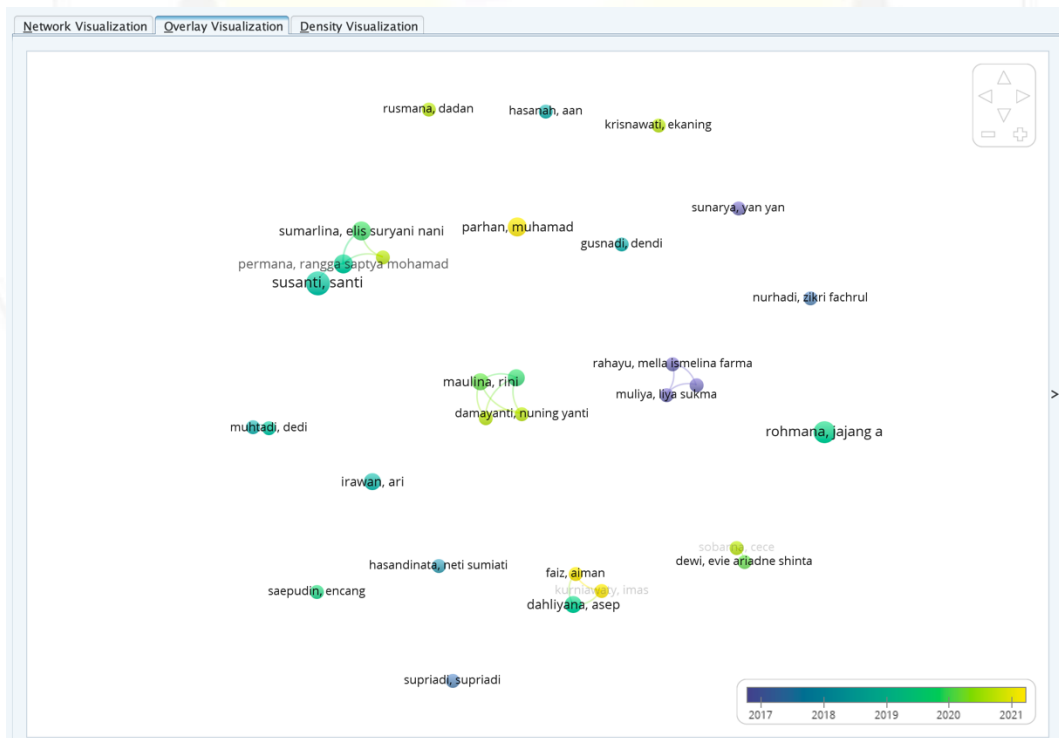 Network Visualization Overlay Visualization Density Visualization
rusmana, dadan
hasanah, aan
krisnawati, ekaning
sunarya, yan yan
sumarlina, elis suryani nani
parhan, muhamad
gusnadi, dendi
permana, rangga saptya mohamad
susanti, santi
nurhadi, zikri fachrul
rahayu, mella ismelina farma
maulina, rini
muliya, liya sukma
damayanti, nuning yanti
muhtadi, dedi
rohmana, jajang a
irawan, ari
sobarna, cece
dewi, evie ariadne shinta
hasandinata, neti sumiati
faiz, aiman
saepudin, encang
kurniawaty, imas
dahliyana, asep
supriadi, supriadi
2017 2018 2019 2020 2021